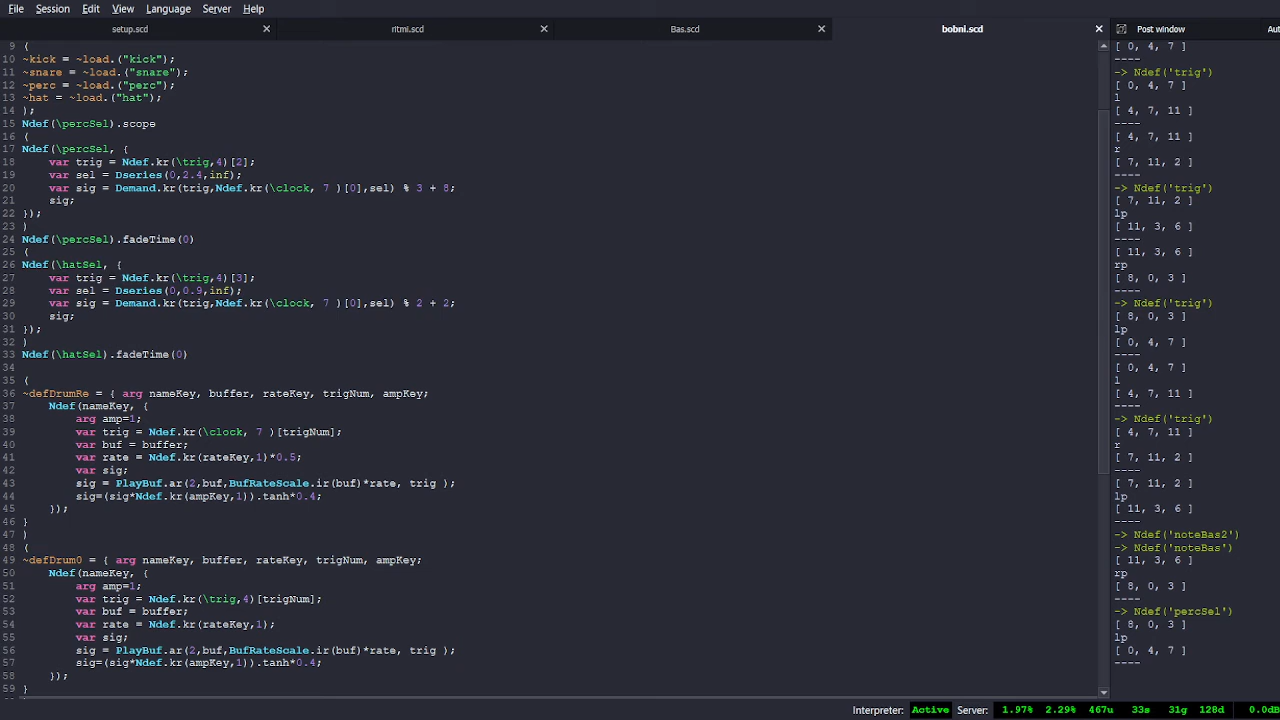 File Session Edit View Language Server Help
setup.scd ritmi.scd Bas.scd bobni.scd Post window
9 (
10 ~kick = ~load.("kick");
11 ~snare = ~load.("snare");
12 ~perc = ~load.("perc");
13 ~hat = ~load.("hat");
14 );
15 Ndef(\percSel).scope
16 (
17 Ndef(\percSel, {
18 var trig = Ndef.kr(\trig,4)[2];
19 var sel = Dseries(0,2.4,inf);
20 var sig = Demand.kr(trig,Ndef.kr(\clock, 7 )[0],sel) % 3 + 8;
21 sig;
22 });
23 )
24 Ndef(\percSel).fadeTime(0)
25 (
26 Ndef(\hatSel, {
27 var trig = Ndef.kr(\trig,4)[3];
28 var sel = Dseries(0,0.9,inf);
29 var sig = Demand.kr(trig,Ndef.kr(\clock, 7 )[0],sel) % 2 + 2;
30 sig;
31 });
32 )
33 Ndef(\hatSel).fadeTime(0)
34
35 (
36 ~defDrumRe = { arg nameKey, buffer, rateKey, trigNum, ampKey;
37 Ndef(nameKey, {
38 arg amp=1;
39 var trig = Ndef.kr(\clock, 7 )[trigNum];
40 var buf = buffer;
41 var rate = Ndef.kr(rateKey,1)*0.5;
42 var sig;
43 sig = PlayBuf.ar(2,buf,BufRateScale.ir(buf)*rate, trig );
44 sig=(sig*Ndef.kr(ampKey,1)).tanh*0.4;
45 });
46 }
47 )
48 (
49 ~defDrum0 = { arg nameKey, buffer, rateKey, trigNum, ampKey;
50 Ndef(nameKey, {
51 arg amp=1;
52 var trig = Ndef.kr(\trig,4)[trigNum];
53 var buf = buffer;
54 var rate = Ndef.kr(rateKey,1);
55 var sig;
56 sig = PlayBuf.ar(2,buf,BufRateScale.ir(buf)*rate, trig );
57 sig=(sig*Ndef.kr(ampKey,1)).tanh*0.4;
58 });
59 }
[ 0, 4, 7 ]
----
-> Ndef('trig')
[ 0, 4, 7 ]
l
[ 4, 7, 11 ]
----
[ 4, 7, 11 ]
r
[ 7, 11, 2 ]
----
-> Ndef('trig')
[ 7, 11, 2 ]
lp
[ 11, 3, 6 ]
----
[ 11, 3, 6 ]
rp
[ 8, 0, 3 ]
----
-> Ndef('trig')
[ 8, 0, 3 ]
lp
[ 0, 4, 7 ]
----
[ 0, 4, 7 ]
l
[ 4, 7, 11 ]
----
-> Ndef('trig')
[ 4, 7, 11 ]
r
[ 7, 11, 2 ]
----
[ 7, 11, 2 ]
lp
[ 11, 3, 6 ]
----
-> Ndef('noteBas2')
-> Ndef('noteBas')
[ 11, 3, 6 ]
rp
[ 8, 0, 3 ]
----
-> Ndef('percSel')
[ 8, 0, 3 ]
lp
[ 0, 4, 7 ]
----
Interpreter: Active Server: 1.97% 2.29% 467u 33s 31g 128d 0.0dB